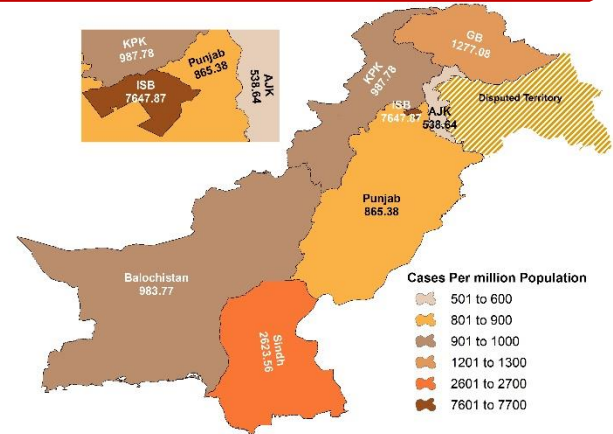 KPK
987.78
Punjab
865.38
ISB
7647.87
AJK
538.64
GB
1277.08
KPK
987.78
ISB
7647.87
AJK
538.64
Disputed Territory
Punjab
865.38
Balochistan
983.77
Sindh
2623.56
Cases Per million Population
501 to 600
801 to 900
901 to 1000
1201 to 1300
2601 to 2700
7601 to 7700